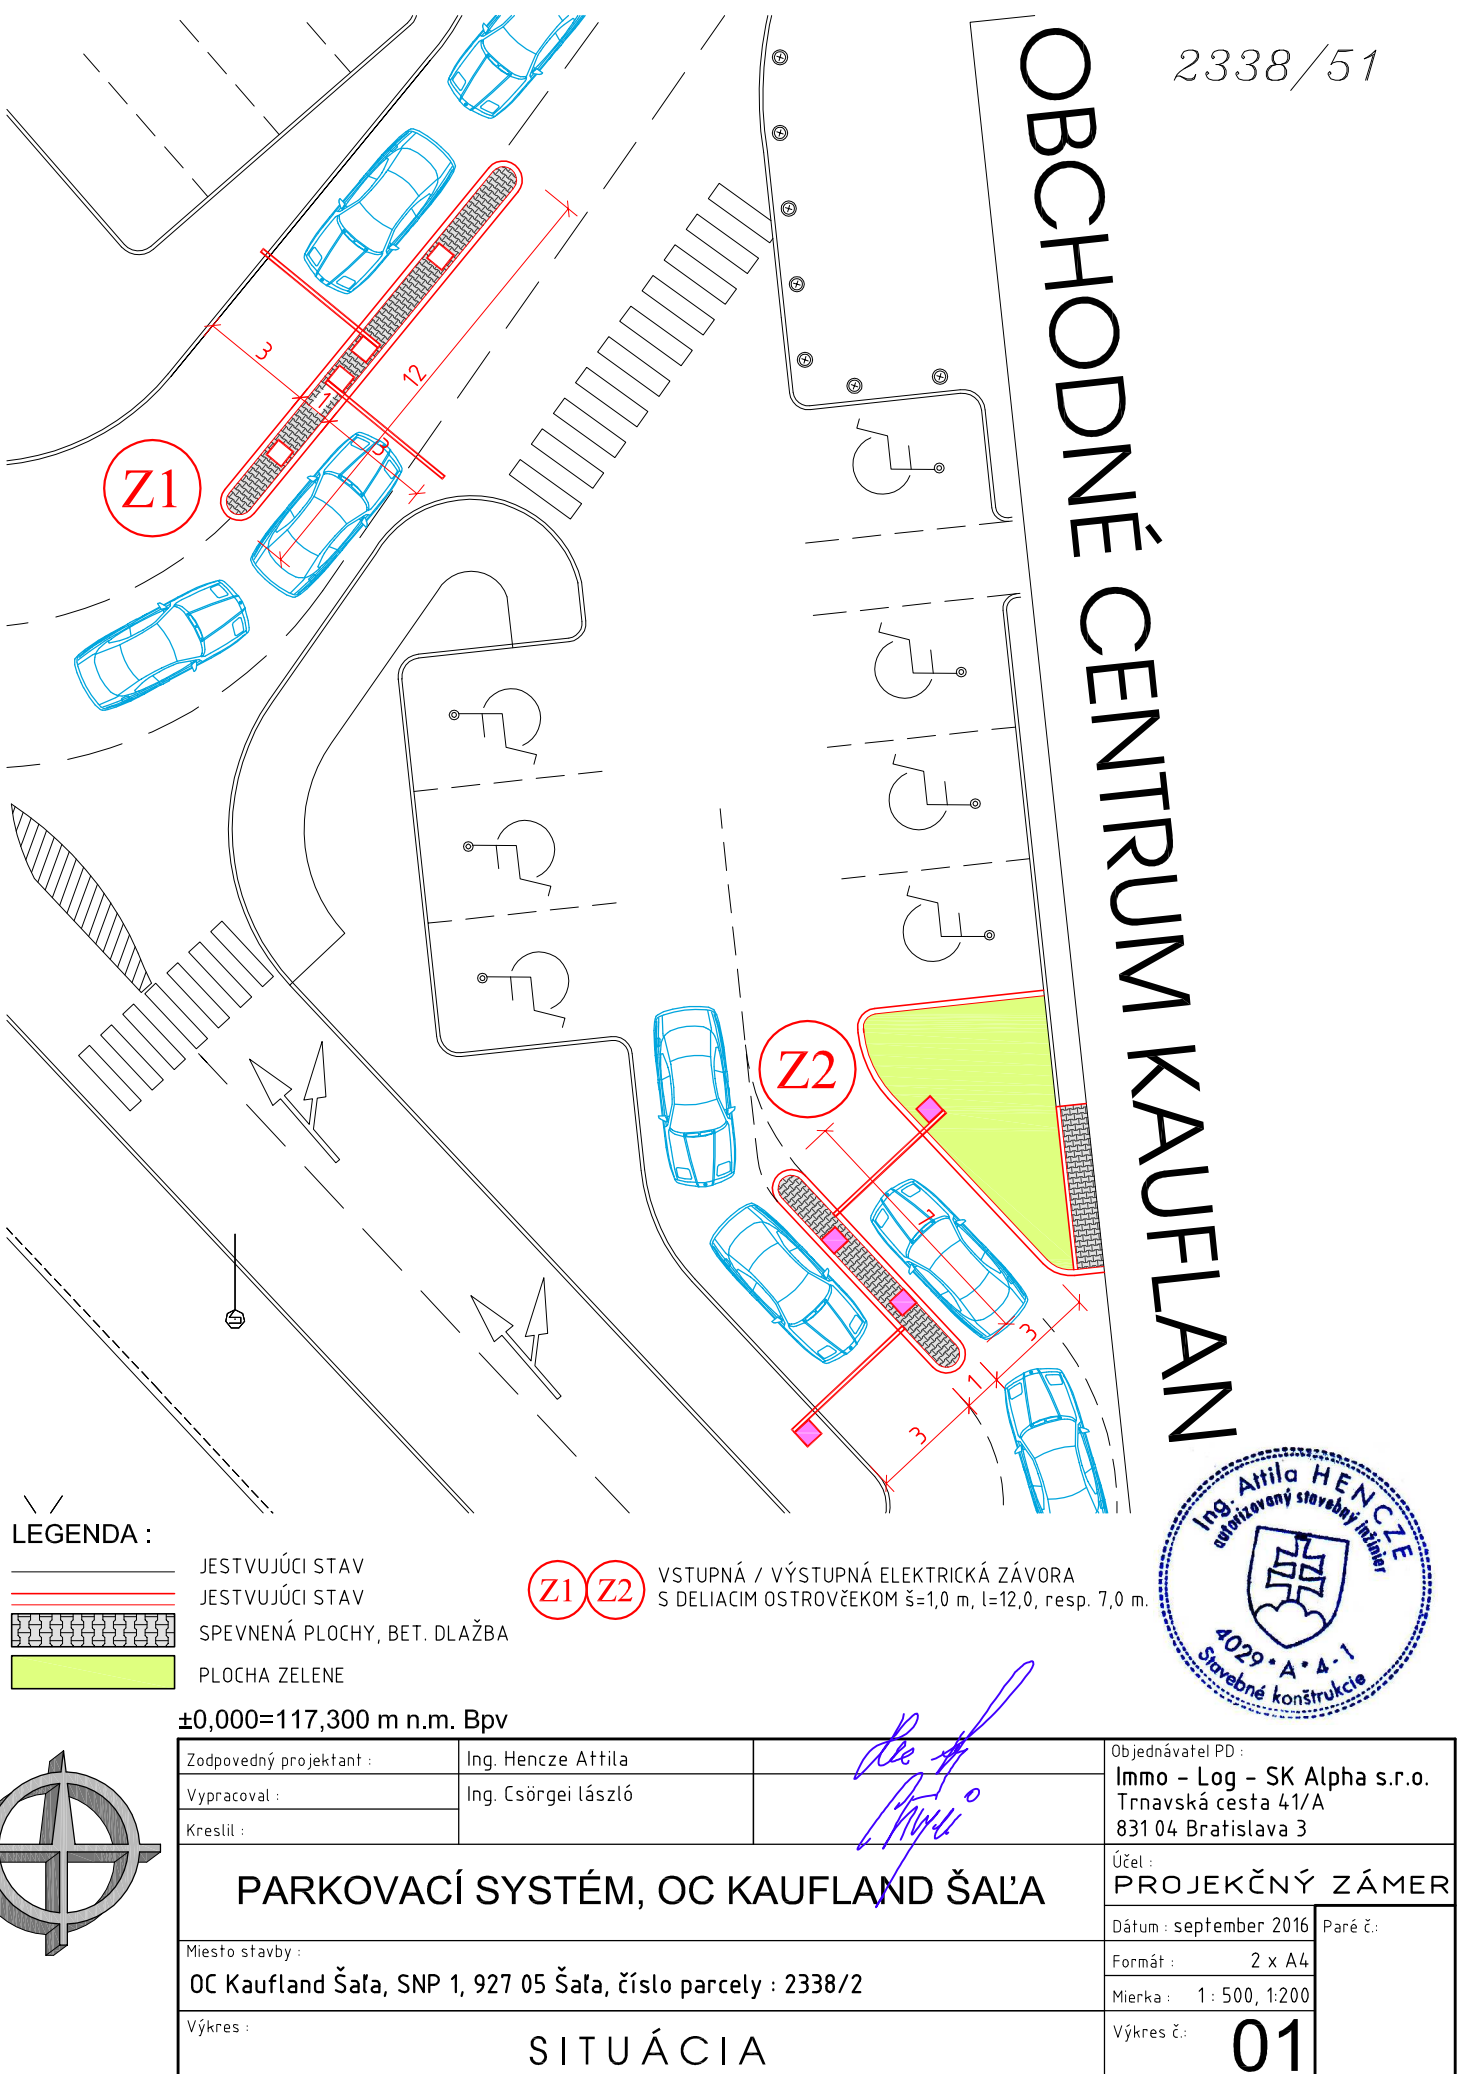 2338/51
OBCHODNÉ CENTRUM KAUFLAN
3
12
1
3
Z1
Z2
1
3
1
3
LEGENDA :
JESTVUJÚCI STAV
JESTVUJÚCI STAV
SPEVNENÁ PLOCHY, BET. DLAŽBA
PLOCHA ZELENE
Z1 Z2
VSTUPNÁ / VÝSTUPNÁ ELEKTRICKÁ ZÁVORA
S DELIACIM OSTROVčEKOM š=1,0 m, l=12,0, resp. 7,0 m.
Ing. Attila HENCZE
autorizovaný stavebný inžinier
4029 * A * 4-1
Stavebné konštrukcie
±0,000=117,300 m n.m. Bpv
Zodpovedný projektant :
Ing. Hencze Attila
Vypracoval :
Ing. Csörgei lászló
Kreslil :
Objednávatel PD :
Immo - Log - SK Alpha s.r.o.
Trnavská cesta 41/A
831 04 Bratislava 3
PARKOVACÍ SYSTÉM, OC KAUFLAND ŠAĽA
Účel :
PROJEKČNÝ ZÁMER
Dátum : september 2016
Paré č.:
Formát : 2 x A4
Mierka : 1 : 500, 1:200
Miesto stavby :
OC Kaufland Šaľa, SNP 1, 927 05 Šaľa, číslo parcely : 2338/2
Výkres :
SITUÁCIA
Výkres č.:
01